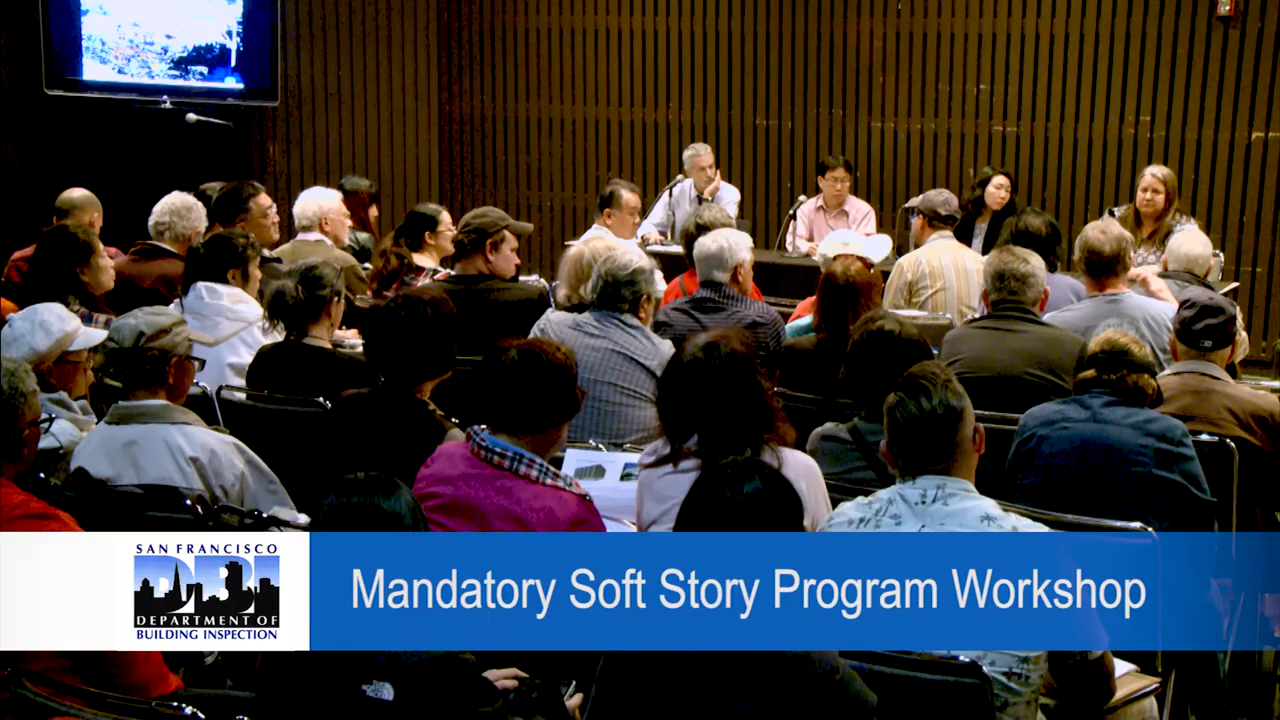 SAN FRANCISCO
DBI
DEPARTMENT OF
BUILDING INSPECTION
Mandatory Soft Story Program Workshop